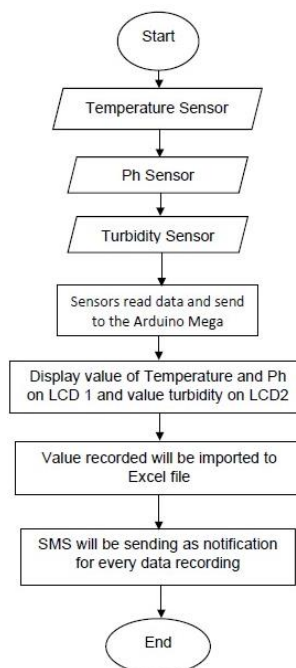 Start
Temperature Sensor
Ph Sensor
Turbidity Sensor
Sensors read data and send
to the Arduino Mega
Display value of Temperature and Ph
on LCD 1 and value turbidity on LCD2
Value recorded will be imported to
Excel file
SMS will be sending as notification
for every data recording
End